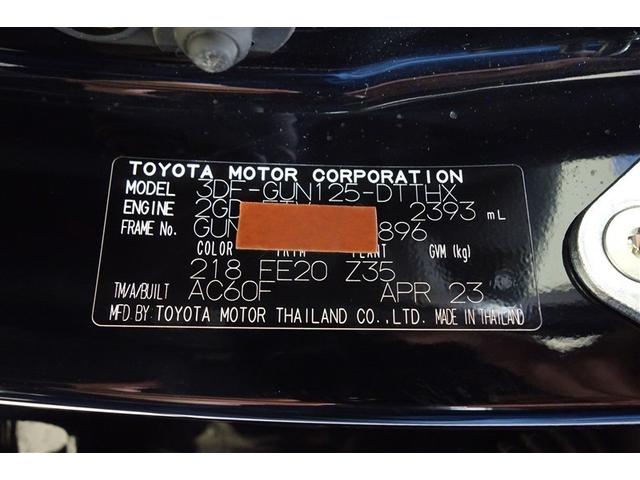 TOYOTA MOTOR CORPORATION
MODEL 3DF-GUN125-DTTHX
ENGINE 2GD 2393 mL
FRAME No. GUN 896
COLOR TRIM PLANT GVM (kg)
218 FE20 Z35
TM/A/BUILT AC60F APR 23
MFD BY TOYOTA MOTOR THAILAND CO.,LTD. MADE IN THAILAND